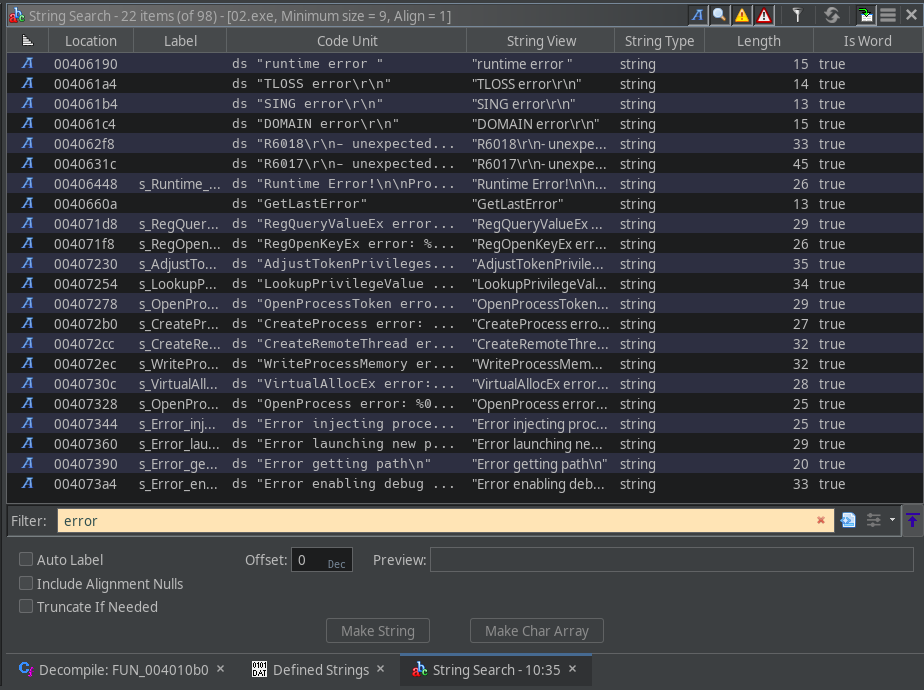 String Search - 22 items (of 98) - [02.exe, Minimum size = 9, Align = 1]
Location Label Code Unit String View String Type Length Is Word
A 00406190 ds "runtime error " "runtime error " string 15 true
A 004061a4 ds "TLOSS error\r\n" "TLOSS error\r\n" string 14 true
A 004061b4 ds "SING error\r\n" "SING error\r\n" string 13 true
A 004061c4 ds "DOMAIN error\r\n" "DOMAIN error\r\n" string 15 true
A 004062f8 ds "R6018\r\n- unexpected... "R6018\r\n- unexpe... string 33 true
A 0040631c ds "R6017\r\n- unexpected... "R6017\r\n- unexpe... string 45 true
A 00406448 s_Runtime_... ds "Runtime Error!\n\nPro... "Runtime Error!\n\n... string 26 true
A 0040660a ds "GetLastError" "GetLastError" string 13 true
A 004071d8 s_RegQuer... ds "RegQueryValueEx error... "RegQueryValueEx ... string 29 true
A 004071f8 s_RegOpen... ds "RegOpenKeyEx error: %... "RegOpenKeyEx err... string 26 true
A 00407230 s_AdjustTo... ds "AdjustTokenPrivileges... "AdjustTokenPrivile... string 35 true
A 00407254 s_LookupP... ds "LookupPrivilegeValue ... "LookupPrivilegeVal... string 34 true
A 00407278 s_OpenPro... ds "OpenProcessToken erro... "OpenProcessToken... string 29 true
A 004072b0 s_CreatePr... ds "CreateProcess error: ... "CreateProcess erro... string 27 true
A 004072cc s_CreateRe... ds "CreateRemoteThread er... "CreateRemoteThre... string 32 true
A 004072ec s_WritePro... ds "WriteProcessMemory er... "WriteProcessMem... string 32 true
A 0040730c s_VirtualAll... ds "VirtualAllocEx error:... "VirtualAllocEx error... string 28 true
A 00407328 s_OpenPro... ds "OpenProcess error: %0... "OpenProcess error... string 25 true
A 00407344 s_Error_inj... ds "Error injecting proce... "Error injecting proc... string 25 true
A 00407360 s_Error_lau... ds "Error launching new p... "Error launching ne... string 29 true
A 00407390 s_Error_ge... ds "Error getting path\n" "Error getting path\n" string 20 true
A 004073a4 s_Error_en... ds "Error enabling debug ... "Error enabling deb... string 33 true
Filter: error
Auto Label Offset: 0 Dec Preview:
Include Alignment Nulls
Truncate If Needed
Make String Make Char Array
Decompile: FUN_004010b0 × Defined Strings × String Search - 10:35 ×